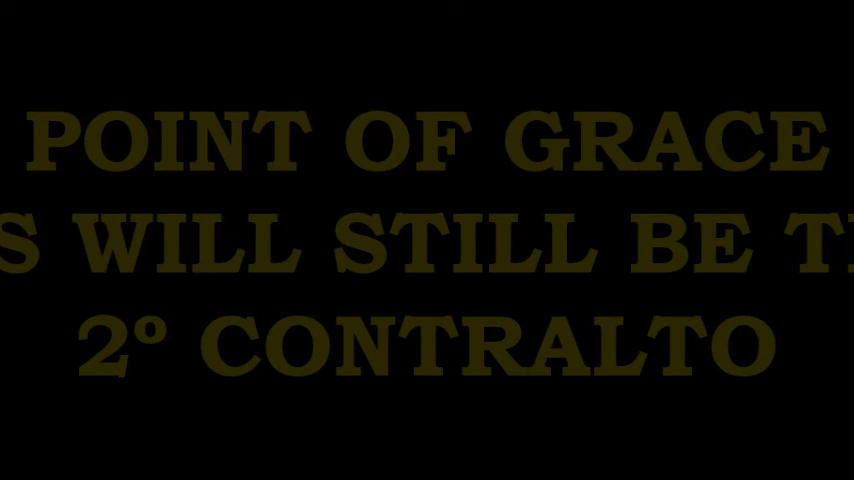 POINT OF GRACE
WILL STILL BE
2º CONTRALTO